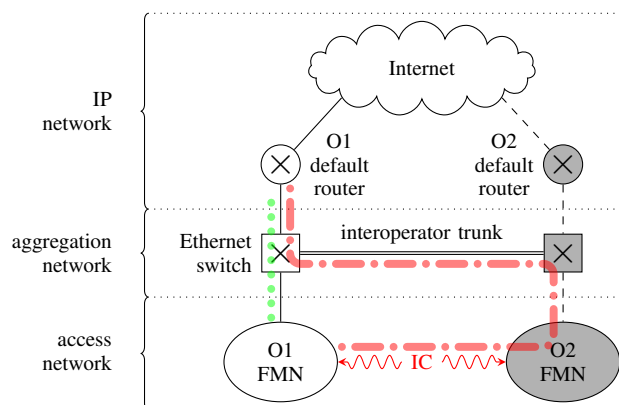 Internet
IP
network
O1
default
router
O2
default
router
aggregation
network
Ethernet
switch
interoperator trunk
access
network
O1
FMN
IC
O2
FMN